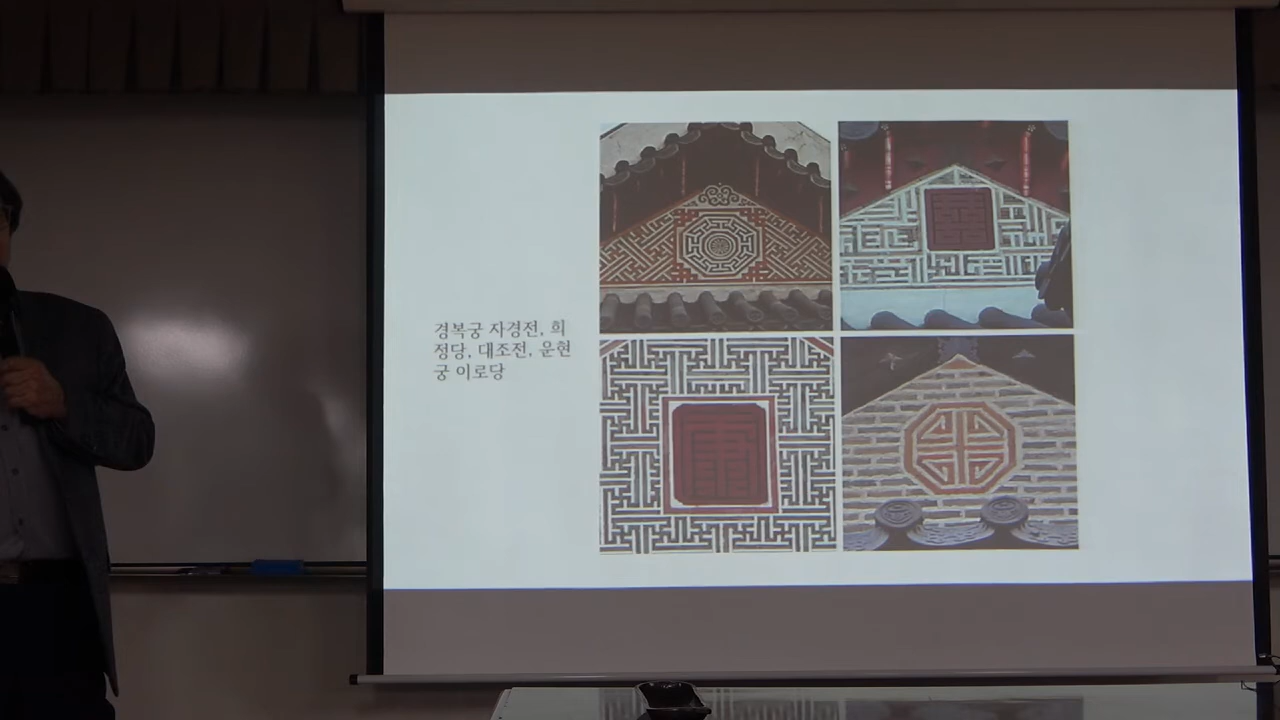 경복궁 자경전, 희
정당, 대조전, 운현
궁 이로당